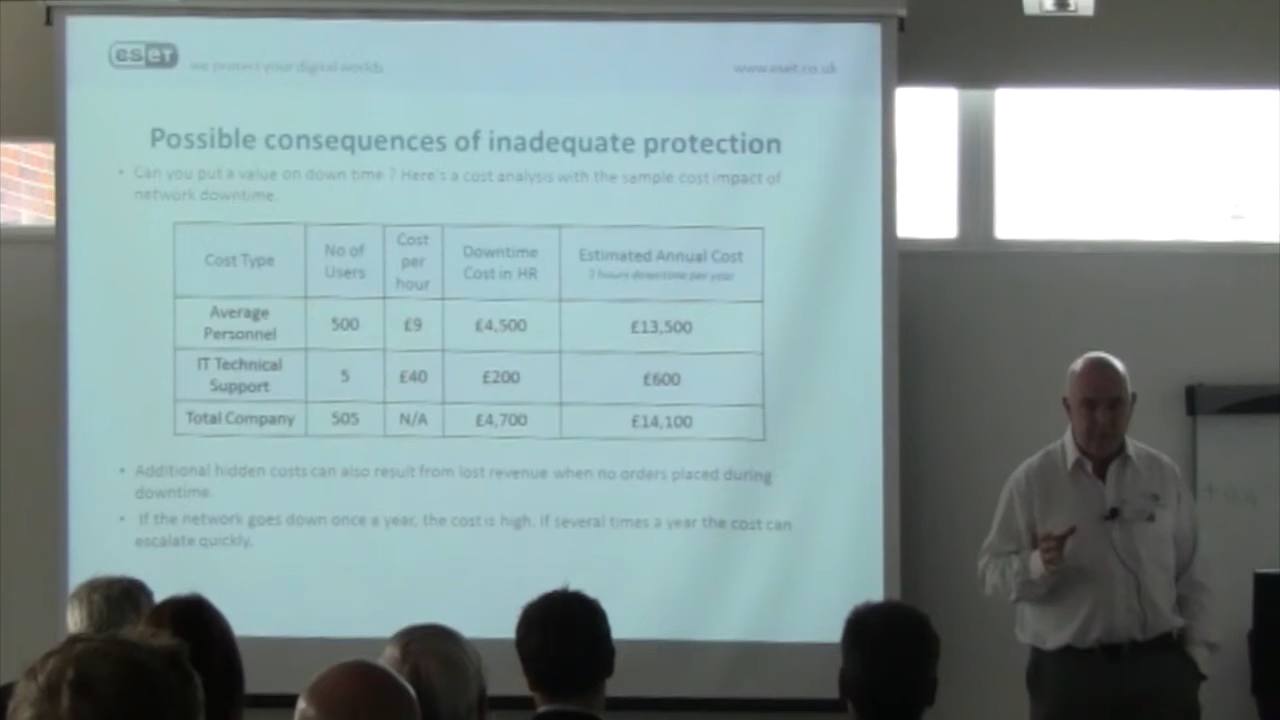 eset
we protect your digital worlds
www.eset.co.uk
Possible consequences of inadequate protection
• Can you put a value on down time ? Here's a cost analysis with the sample cost impact of
network downtime.
Cost Type
No of
Users
Cost
per
hour
Downtime
Cost in HR
Estimated Annual Cost
3 hours downtime per year
Average
Personnel
500
£9
£4,500
£13,500
IT Technical
Support
5
£40
£200
£600
Total Company
505
N/A
£4,700
£14,100
• Additional hidden costs can also result from lost revenue when no orders placed during
downtime.
• If the network goes down once a year, the cost is high. If several times a year the cost can
escalate quickly.